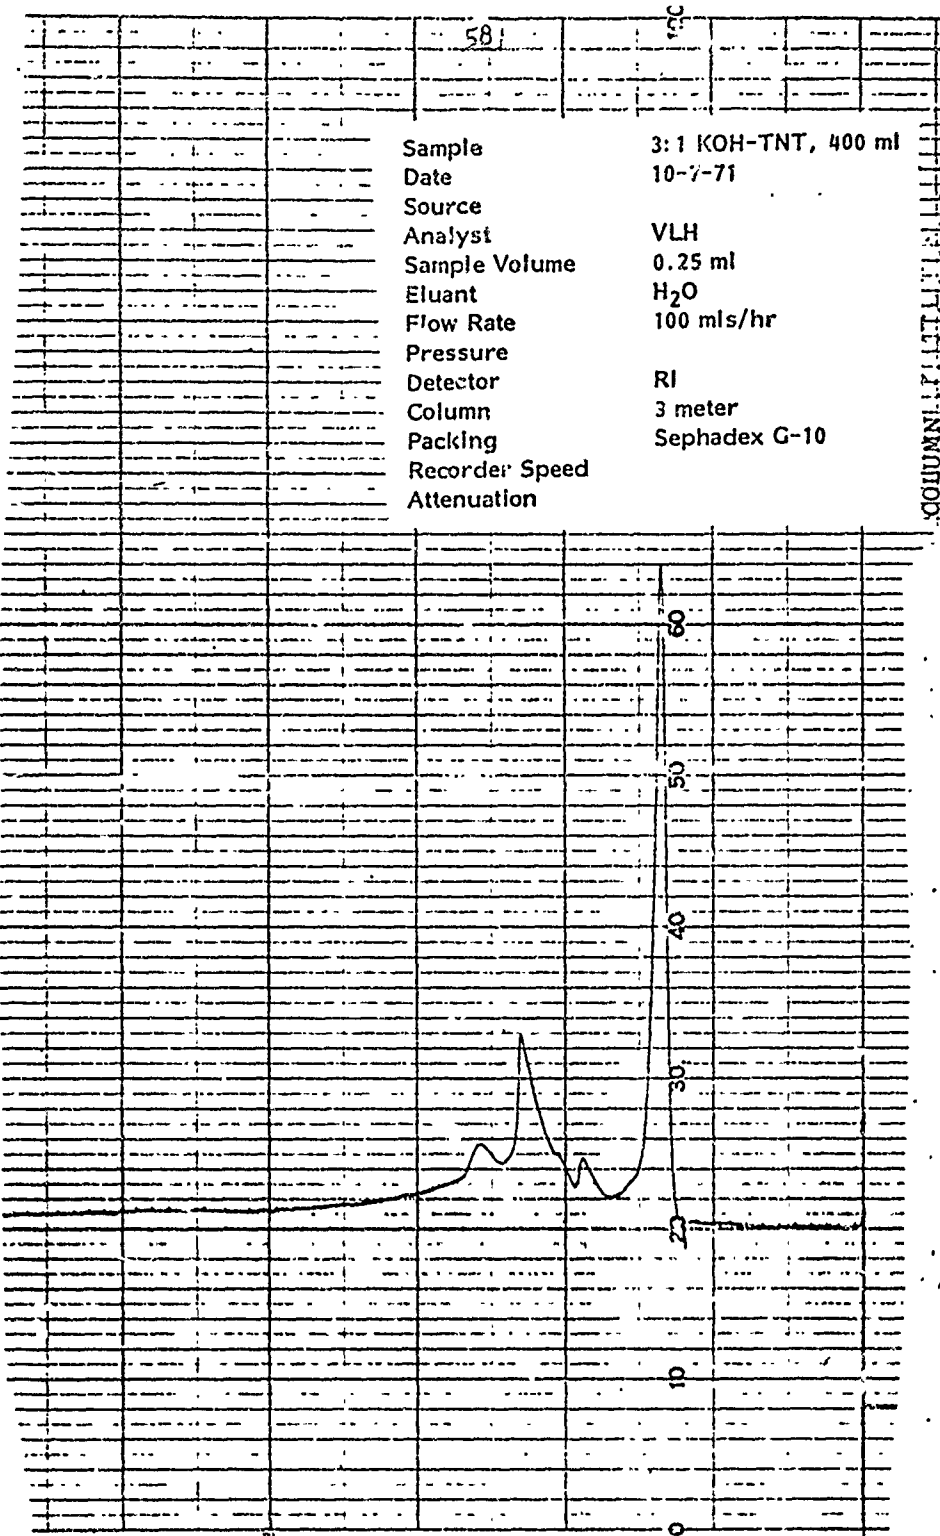 58
Sample 3:1 KOH-TNT, 400 ml
Date 10-7-71
Source
Analyst VLH
Sample Volume 0.25 ml
Eluant H₂O
Flow Rate 100 mls/hr
Pressure
Detector RI
Column 3 meter
Packing Sephadex G-10
Recorder Speed
Attenuation
COLUMN
60
50
40
30
20
10
0